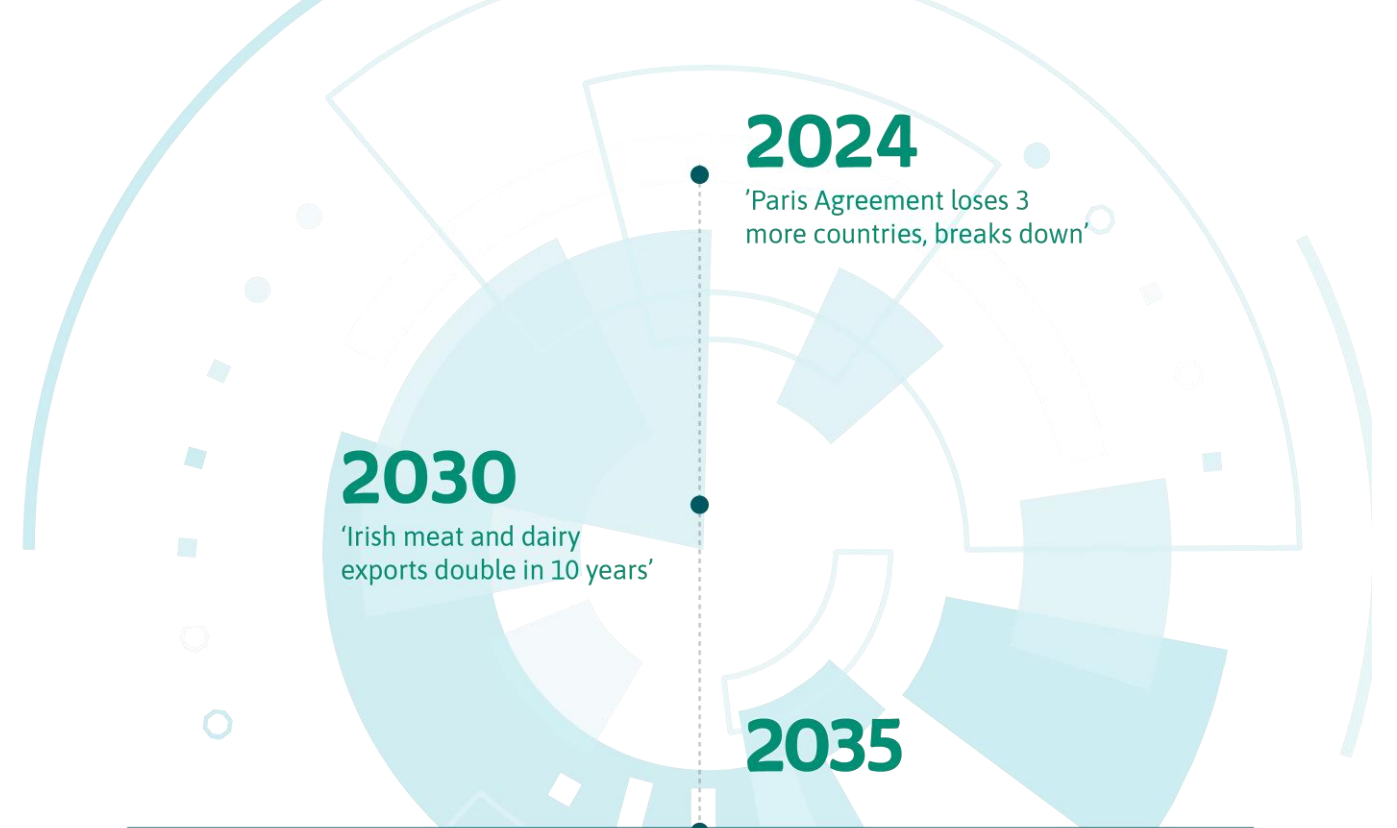 2024
’Paris Agreement loses 3
more countries, breaks down’
2030
‘Irish meat and dairy
exports double in 10 years’
2035